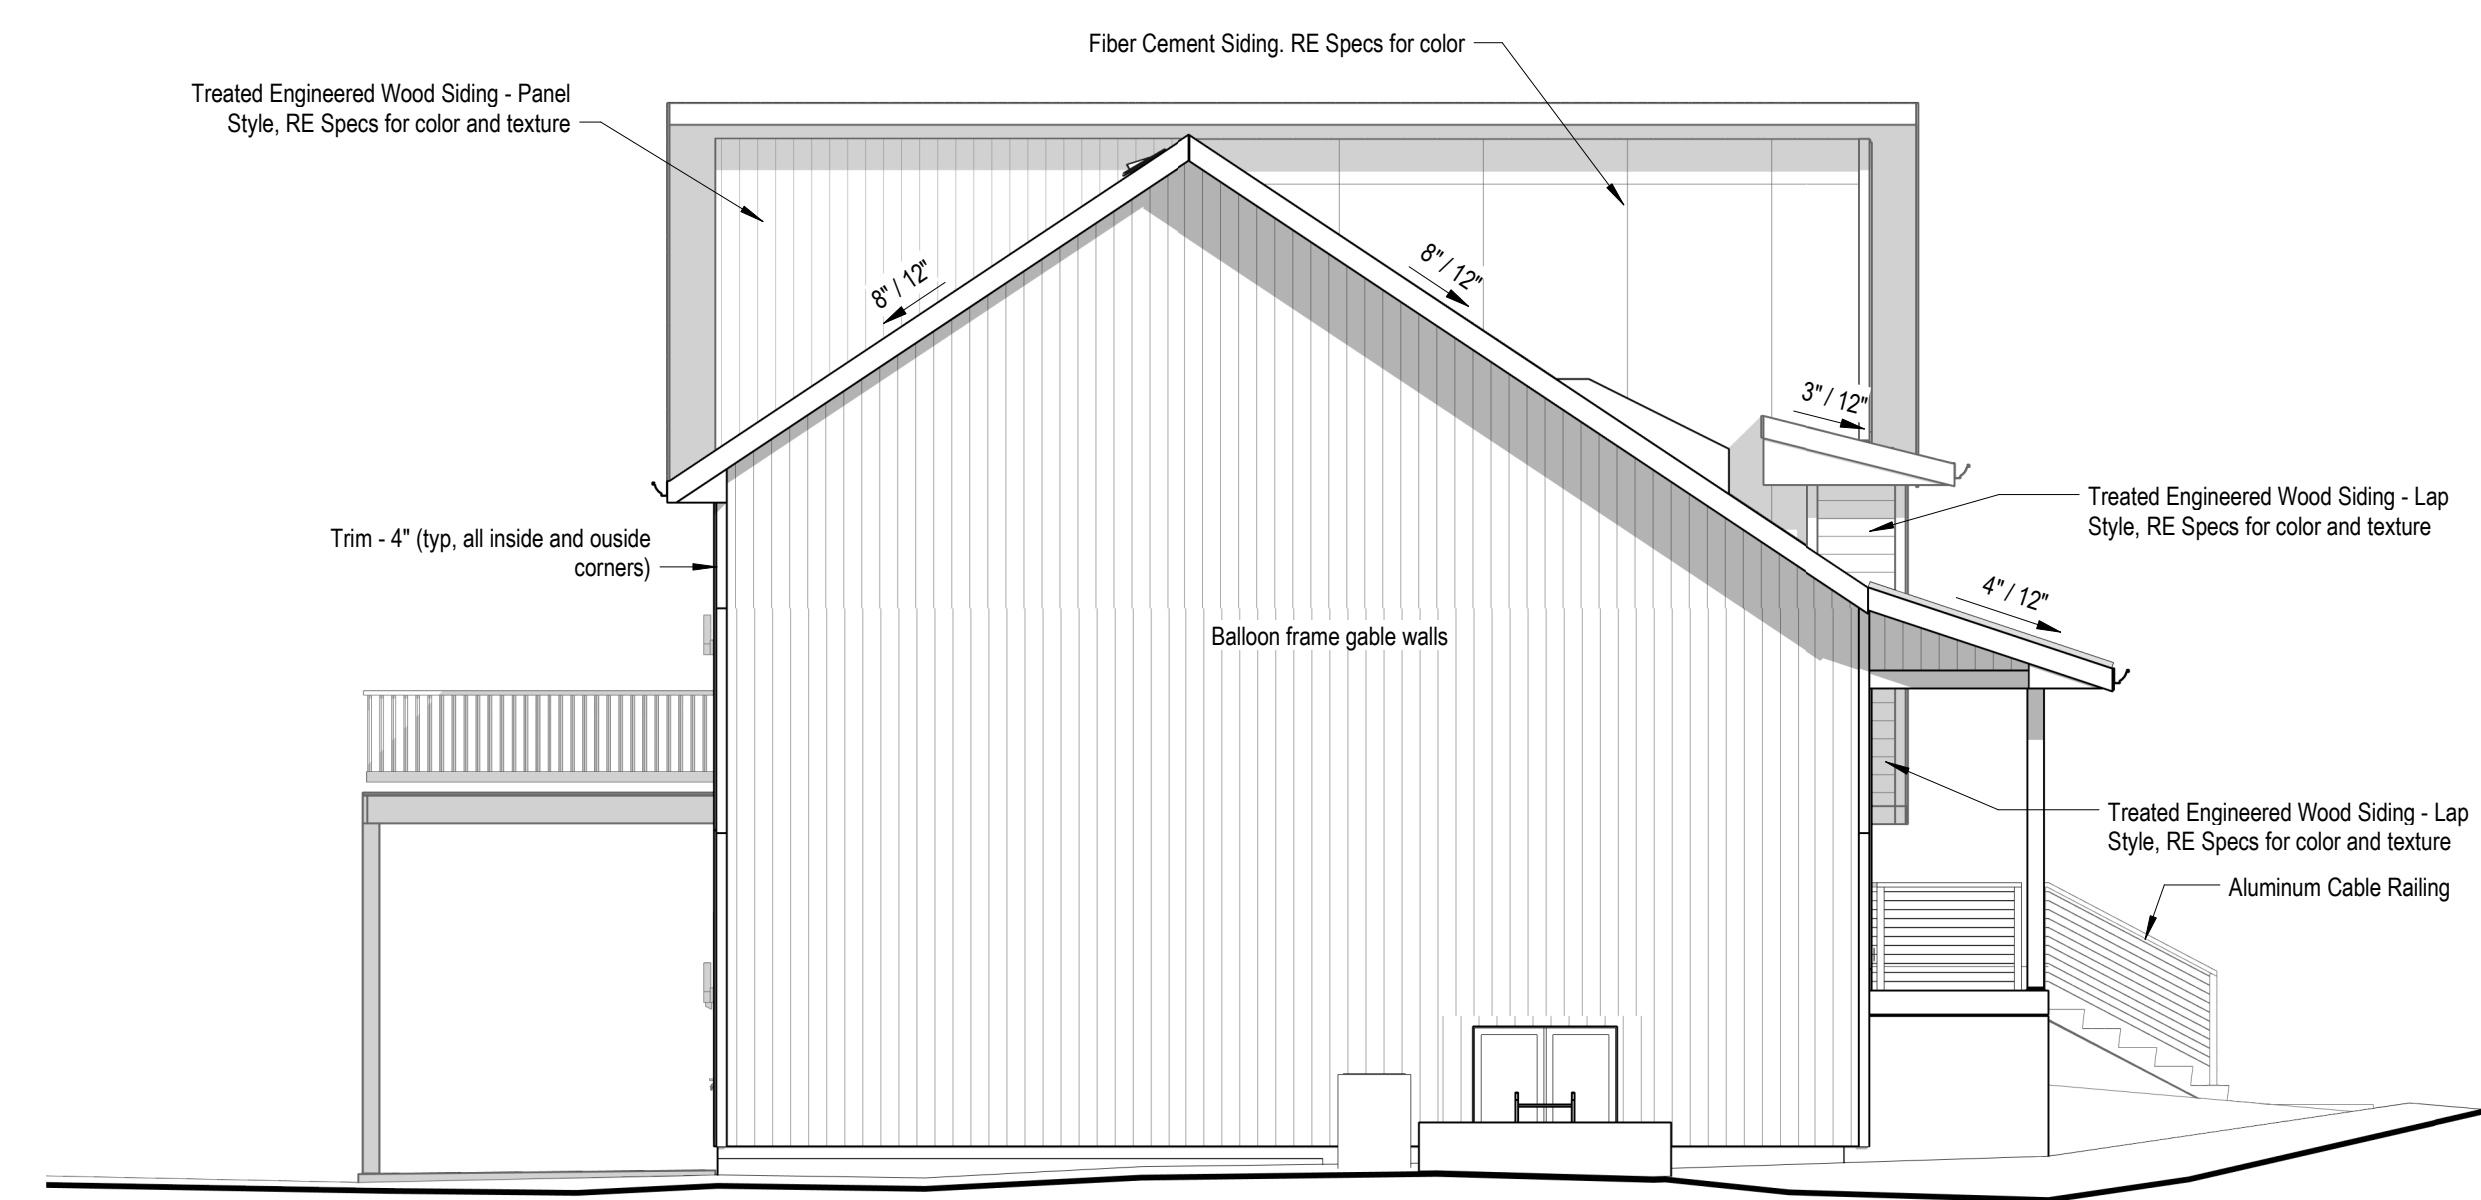 Fiber Cement Siding. RE Specs for color
Treated Engineered Wood Siding - Panel
Style, RE Specs for color and texture
8" / 12"
8" / 12"
3" / 12"
Treated Engineered Wood Siding - Lap
Style, RE Specs for color and texture
Trim - 4" (typ, all inside and ouside
corners)
4" / 12"
Balloon frame gable walls
Treated Engineered Wood Siding - Lap
Style, RE Specs for color and texture
Aluminum Cable Railing